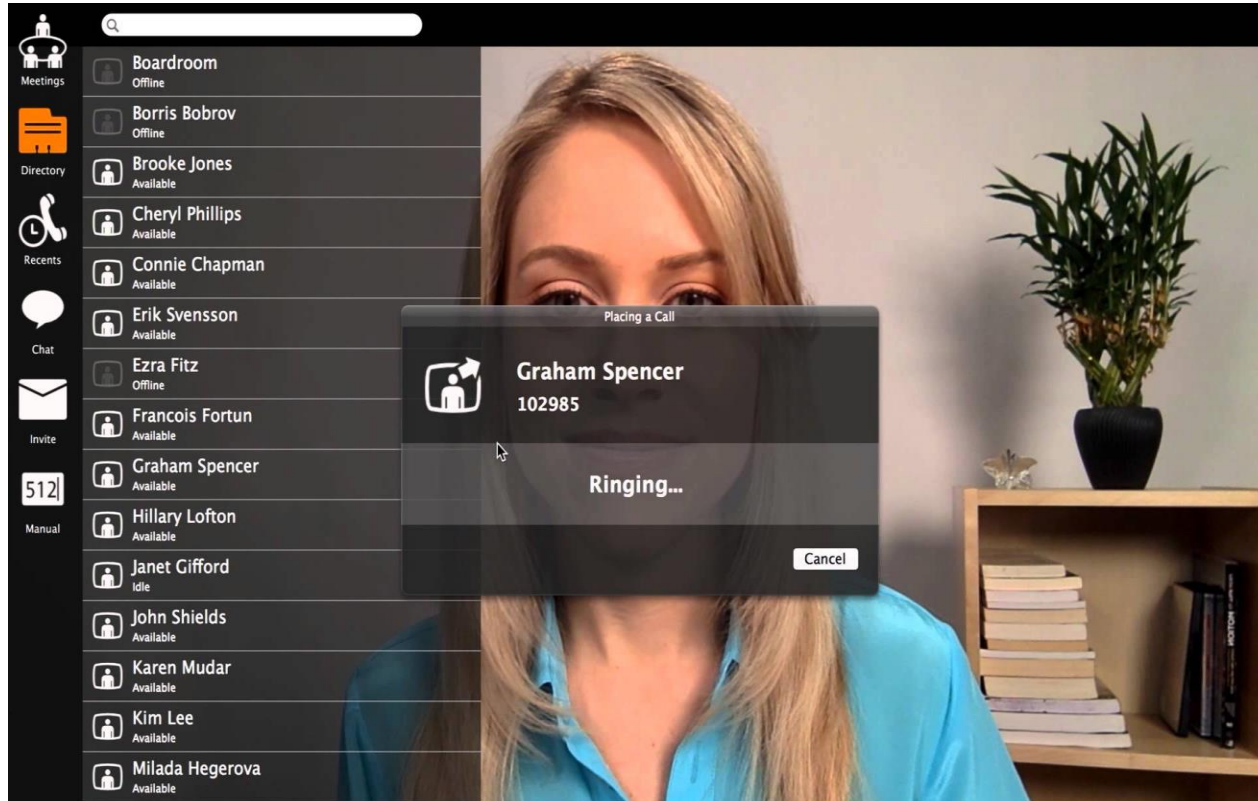 Meetings
Directory
Recents
Chat
Invite
512
Manual
Boardroom
Offline
Borris Bobrov
Offline
Brooke Jones
Available
Cheryl Phillips
Available
Connie Chapman
Available
Erik Svensson
Available
Ezra Fitz
Offline
Francois Fortun
Available
Graham Spencer
Available
Hillary Lofton
Available
Janet Gifford
Idle
John Shields
Available
Karen Mudar
Available
Kim Lee
Available
Milada Hegerova
Available
Placing a Call
Graham Spencer
102985
Ringing...
Cancel